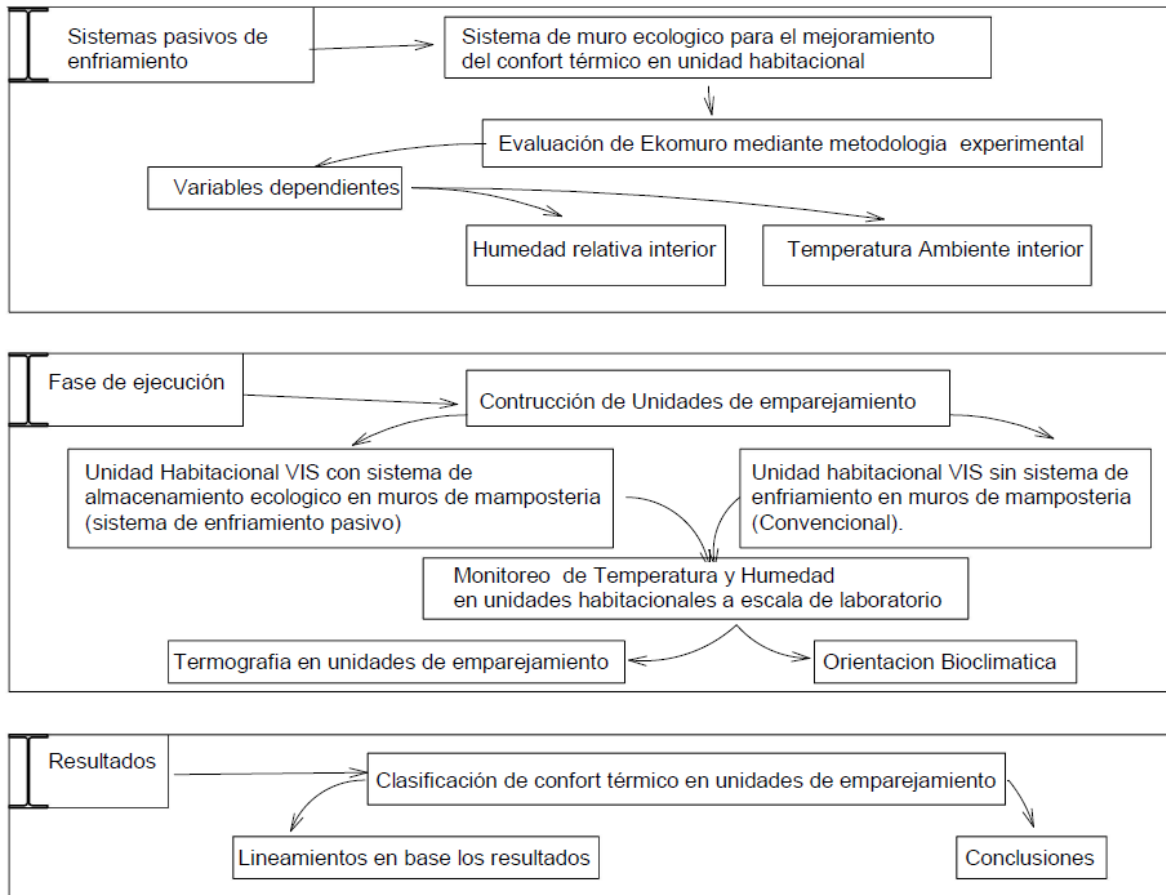 Sistemas pasivos de
enfriamiento
Sistema de muro ecologico para el mejoramiento
del confort térmico en unidad habitacional
Evaluación de Ekomuro mediante metodologia experimental
Variables dependientes
Humedad relativa interior
Temperatura Ambiente interior
Fase de ejecución
Contrucción de Unidades de emparejamiento
Unidad Habitacional VIS con sistema de
almacenamiento ecologico en muros de mamposteria
(sistema de enfriamiento pasivo)
Unidad habitacional VIS sin sistema de
enfriamiento en muros de mamposteria
(Convencional).
Monitoreo de Temperatura y Humedad
en unidades habitacionales a escala de laboratorio
Termografia en unidades de emparejamiento
Orientacion Bioclimatica
Resultados
Clasificación de confort térmico en unidades de emparejamiento
Lineamientos en base los resultados
Conclusiones